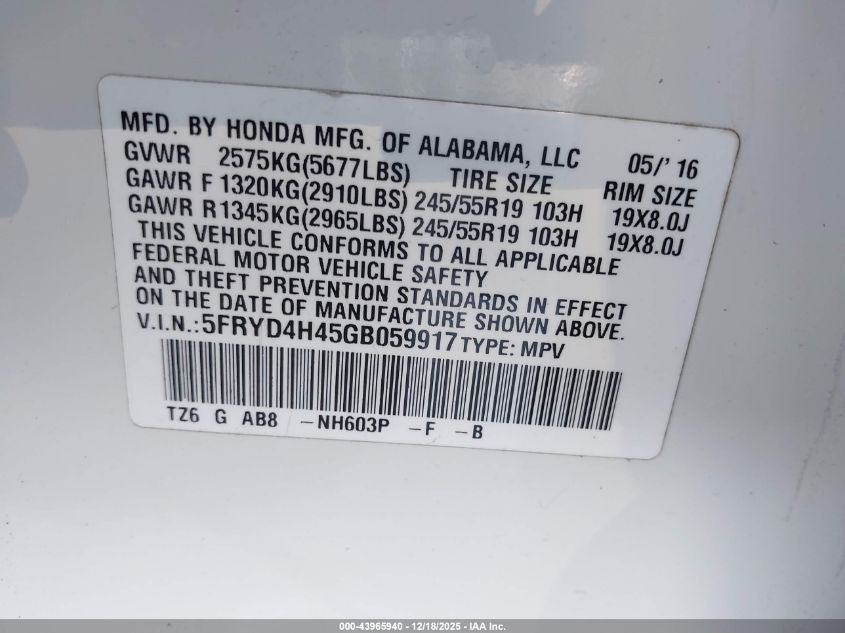 MFD. BY HONDA MFG. OF ALABAMA, LLC 05/'16
GVWR 2575KG(5677LBS) TIRE SIZE RIM SIZE
GAWR F 1320KG(2910LBS) 245/55R19 103H 19X8.0J
GAWR R 1345KG(2965LBS) 245/55R19 103H 19X8.0J
THIS VEHICLE CONFORMS TO ALL APPLICABLE
FEDERAL MOTOR VEHICLE SAFETY
AND THEFT PREVENTION STANDARDS IN EFFECT
ON THE DATE OF MANUFACTURE SHOWN ABOVE.
V.I.N.:5FRYD4H45GB059917 TYPE: MPV
TZ6 G AB8 -NH603P -F -B
000-43965940 - 12/18/2025 - IAA Inc.